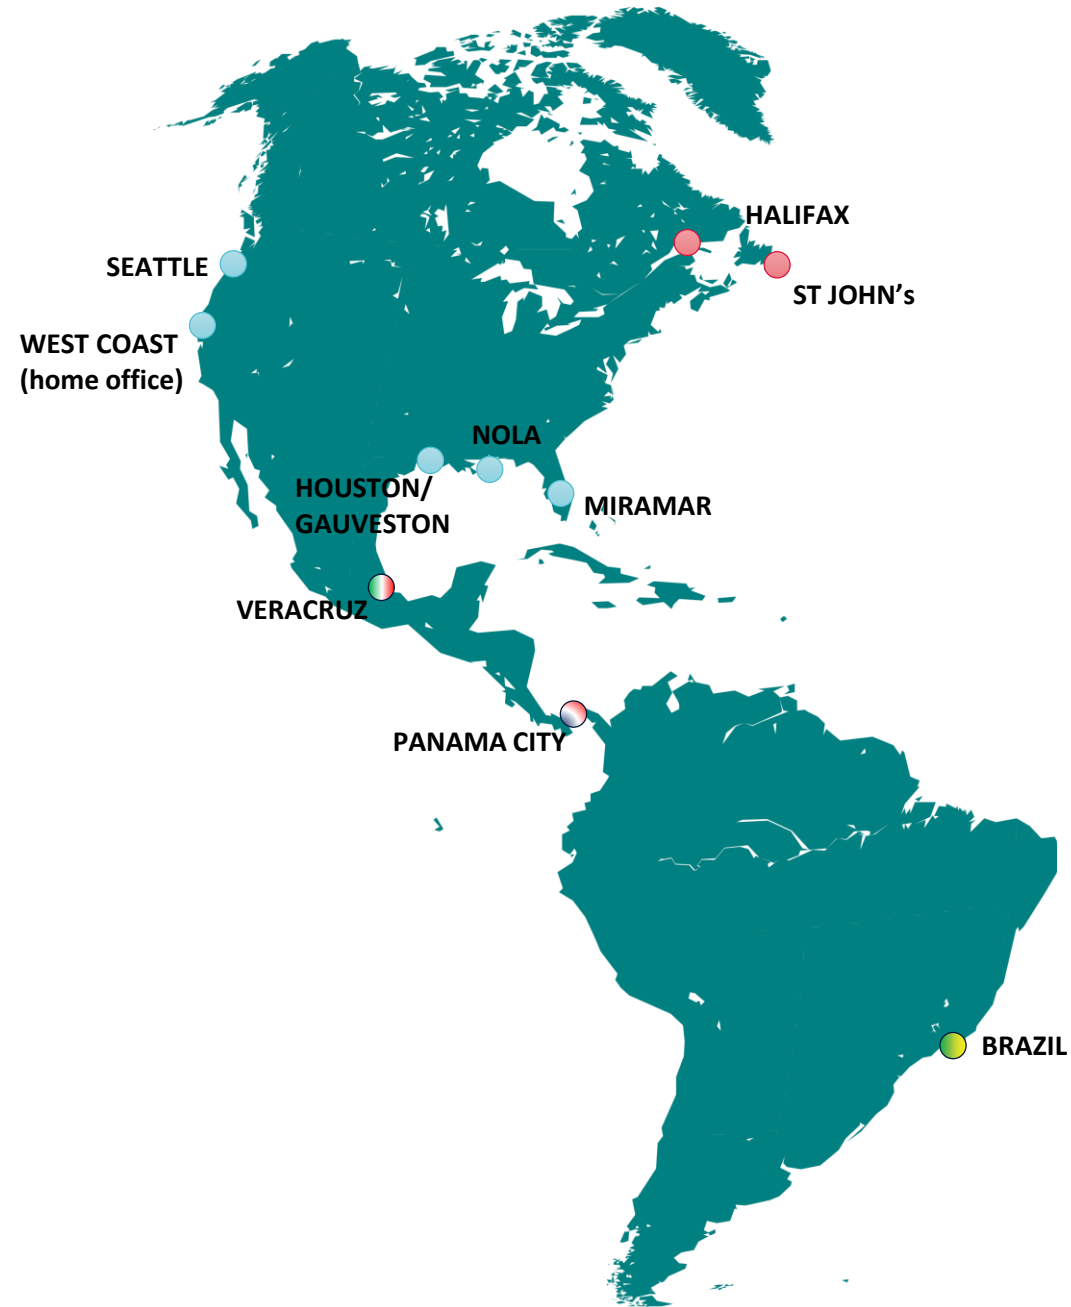 HALIFAX
SEATTLE
ST JOHN's
WEST COAST
(home office)
NOLA
HOUSTON/
GAUVESTON
MIRAMAR
VERACRUZ
PANAMA CITY
BRAZIL